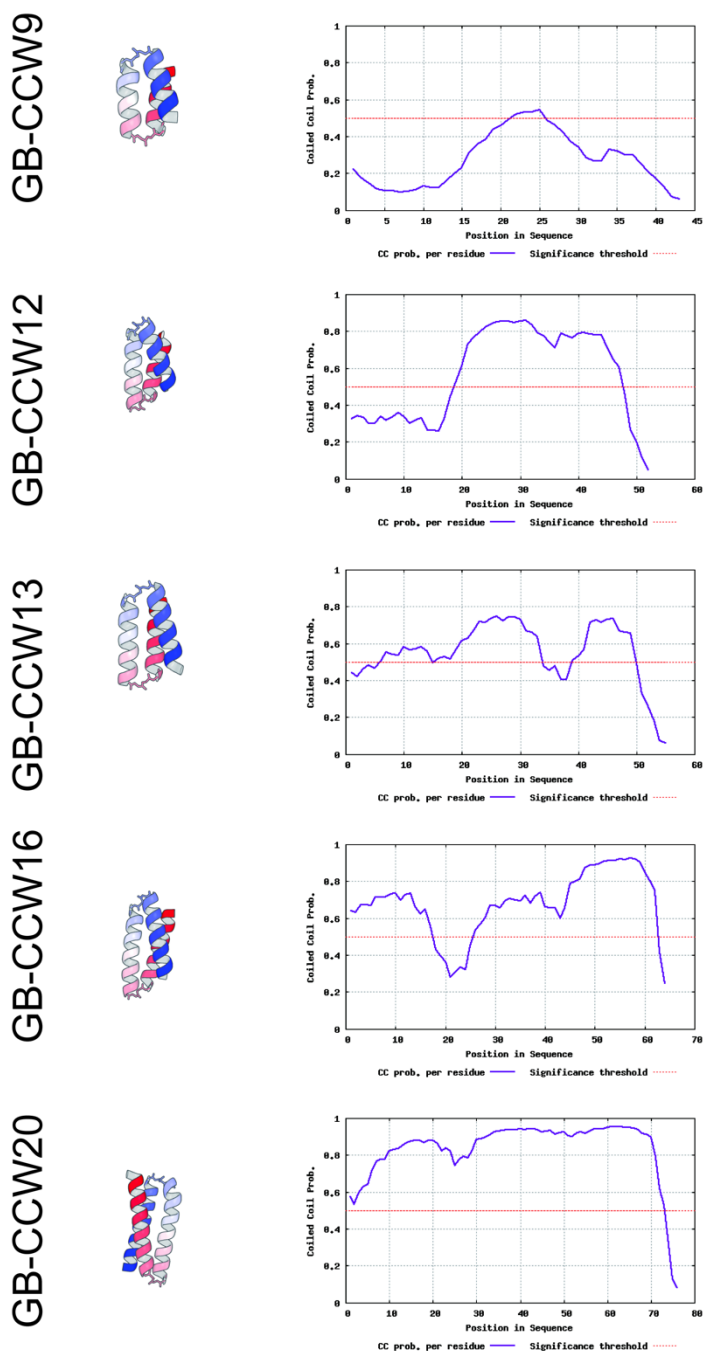 GB-CCW9
1
0.8
0.6
0.4
0.2
0
Coiled Coil Prob.
0 5 10 15 20 25 30 35 40 45
Position in Sequence
CC prob. per residue Significance threshold
GB-CCW12
1
0.8
0.6
0.4
0.2
0
Coiled Coil Prob.
0 10 20 30 40 50 60
Position in Sequence
CC prob. per residue Significance threshold
GB-CCW13
1
0.8
0.6
0.4
0.2
0
Coiled Coil Prob.
0 10 20 30 40 50 60
Position in Sequence
CC prob. per residue Significance threshold
GB-CCW16
1
0.8
0.6
0.4
0.2
0
Coiled Coil Prob.
0 10 20 30 40 50 60 70
Position in Sequence
CC prob. per residue Significance threshold
GB-CCW20
1
0.8
0.6
0.4
0.2
0
Coiled Coil Prob.
0 10 20 30 40 50 60 70 80
Position in Sequence
CC prob. per residue Significance threshold